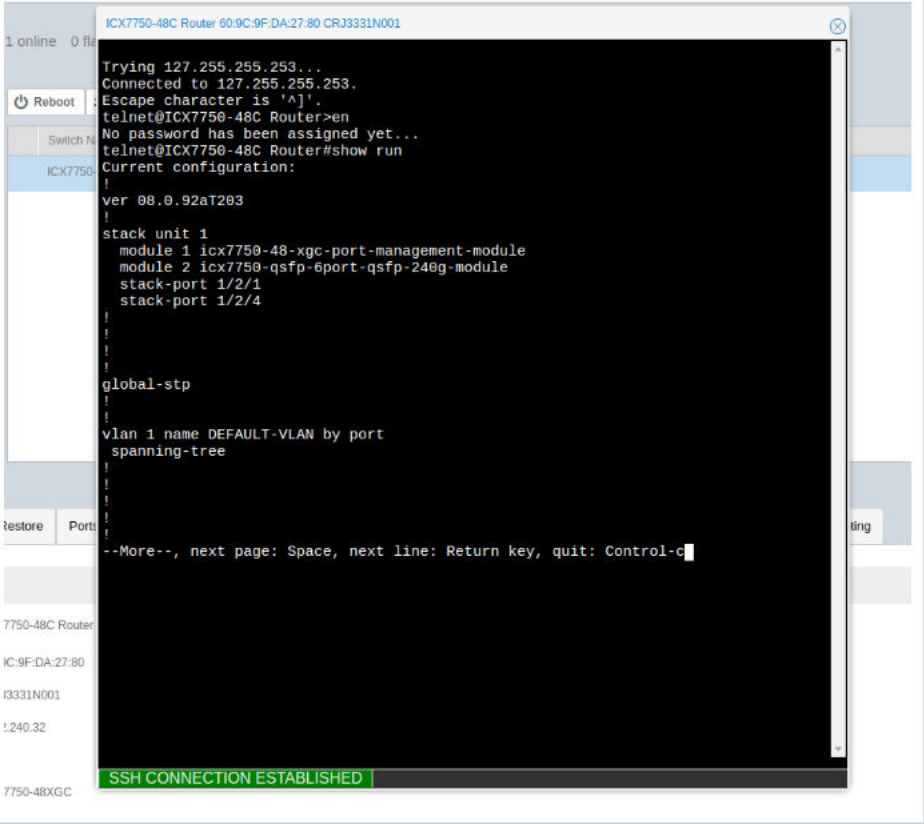 ICX7750-48C Router 60:9C:9F:DA:27:80 CRJ3331N001
1 online 0 fla
Reboot
Switch N
ICX7750-
Trying 127.255.255.253...
Connected to 127.255.255.253.
Escape character is '^]'.
telnet@ICX7750-48C Router>en
No password has been assigned yet...
telnet@ICX7750-48C Router#show run
Current configuration:
!
ver 08.0.92aT203
!
stack unit 1
  module 1 icx7750-48-xgc-port-management-module
  module 2 icx7750-qsfp-6port-qsfp-240g-module
  stack-port 1/2/1
  stack-port 1/2/4
!
!
!
!
global-stp
!
!
vlan 1 name DEFAULT-VLAN by port
 spanning-tree
!
!
!
!
!
--More--, next page: Space, next line: Return key, quit: Control-c
Restore Ports
ting
7750-48C Router
C:9F:DA:27:80
3331N001
.240.32
7750-48XGC
SSH CONNECTION ESTABLISHED